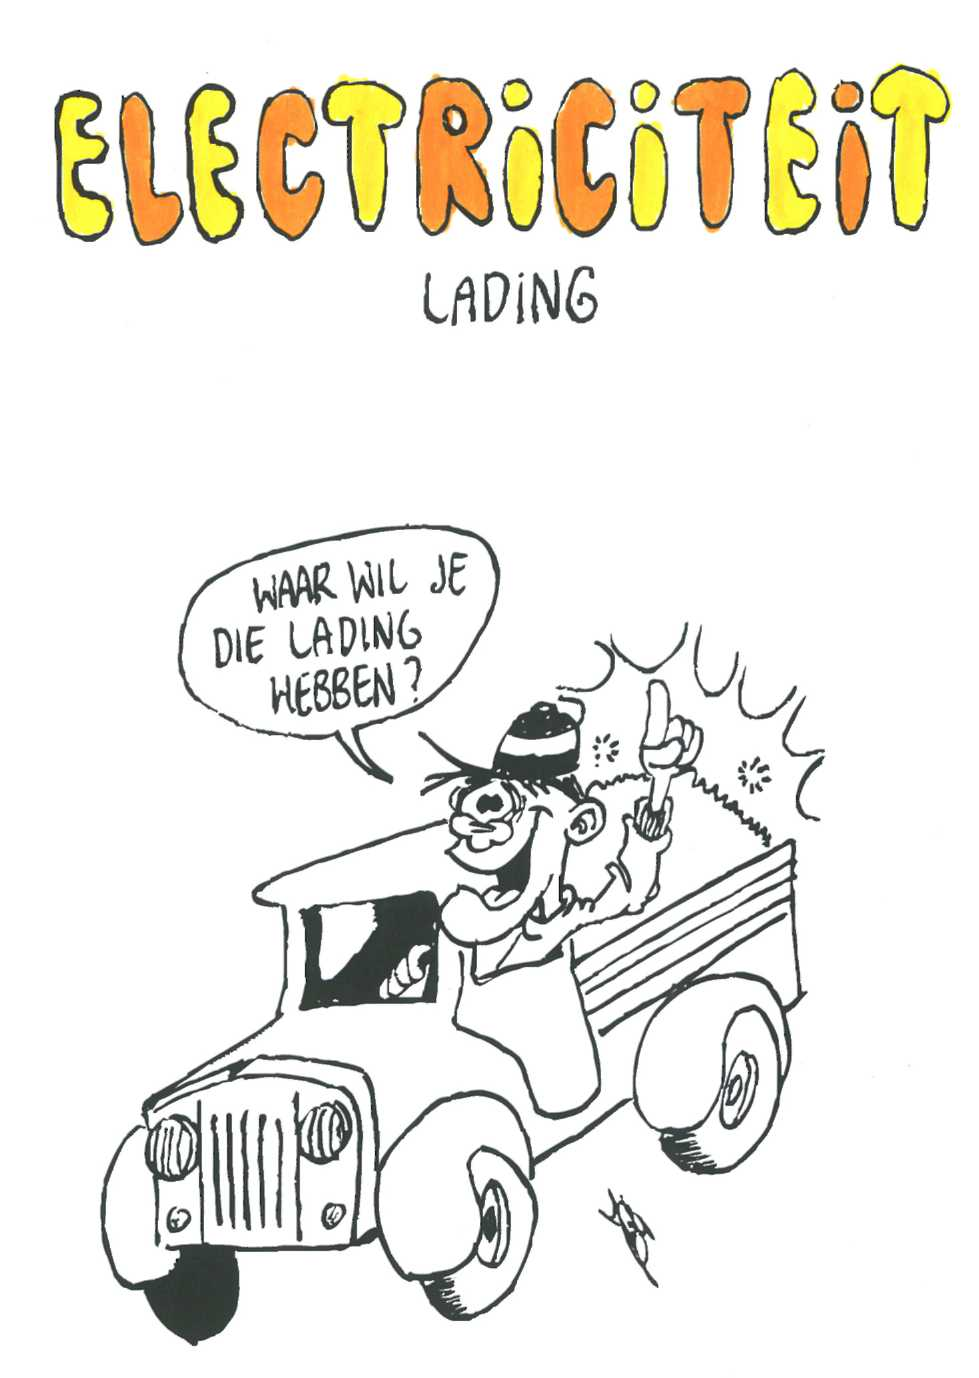 ELECTRiCiTEiT
LADiNG
WAAR WIL JE
DIE LADING
HEBBEN?